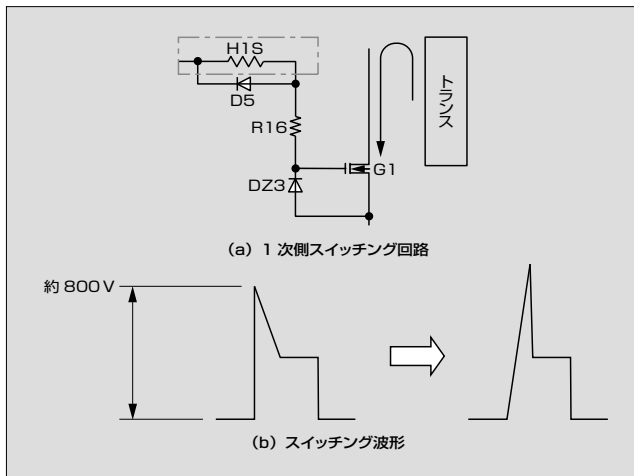 H1S
D5
R16
DZ3
G1
トランス
(a) 1 次側スイッチング回路
約 800 V
(b) スイッチング波形